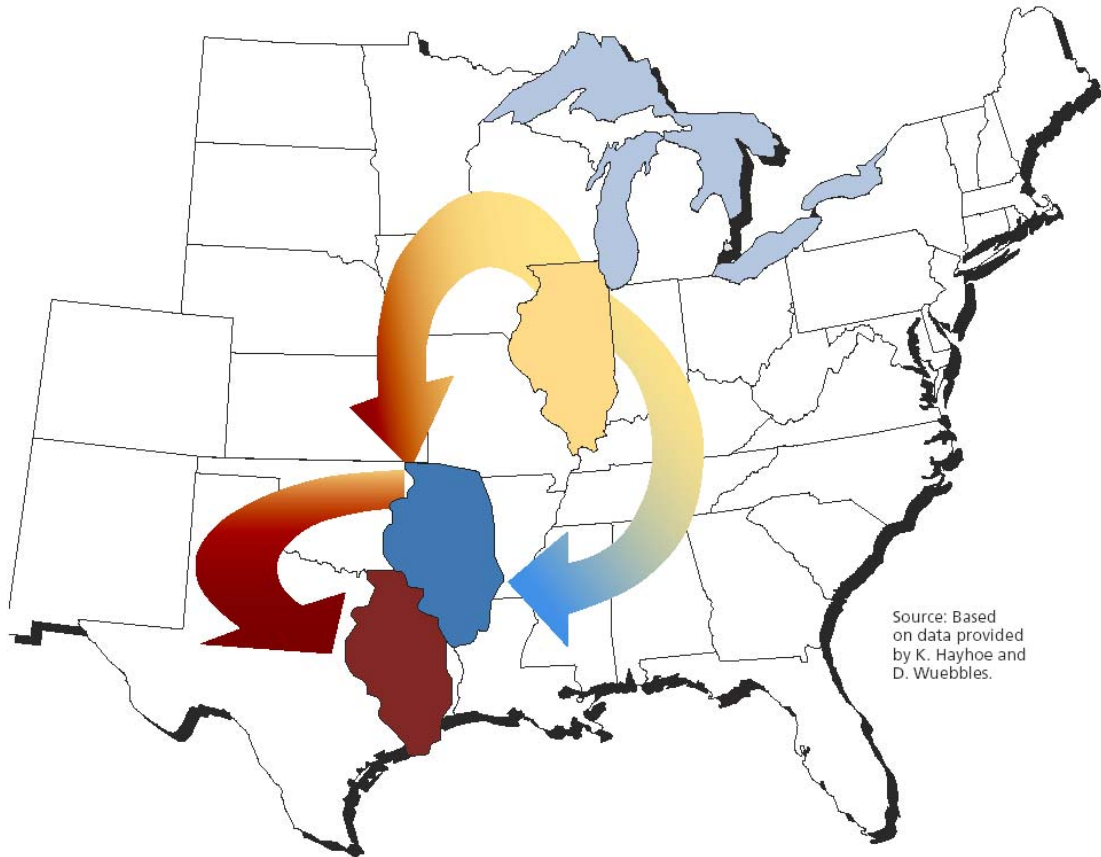 Source: Based
on data provided
by K. Hayhoe and
D. Wuebbles.